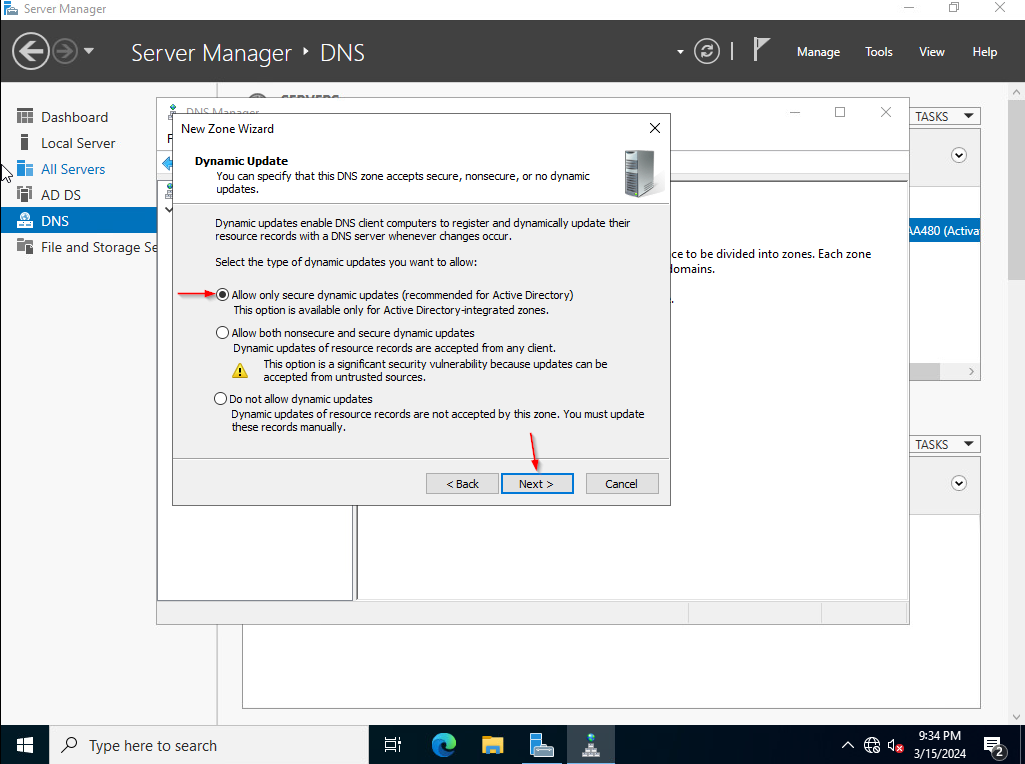 Server Manager
Server Manager ‣ DNS
Manage
Tools
View
Help
Dashboard
Local Server
All Servers
AD DS
DNS
File and Storage Se
SERVERS
TASKS
DNS Manager
New Zone Wizard
Dynamic Update
You can specify that this DNS zone accepts secure, nonsecure, or no dynamic
updates.
Dynamic updates enable DNS client computers to register and dynamically update their
resource records with a DNS server whenever changes occur.
Select the type of dynamic updates you want to allow:
Allow only secure dynamic updates (recommended for Active Directory)
This option is available only for Active Directory-integrated zones.
Allow both nonsecure and secure dynamic updates
Dynamic updates of resource records are accepted from any client.
This option is a significant security vulnerability because updates can be
accepted from untrusted sources.
Do not allow dynamic updates
Dynamic updates of resource records are not accepted by this zone. You must update
these records manually.
< Back
Next >
Cancel
AA480 (Activa
ce to be divided into zones. Each zone
domains.
TASKS
Type here to search
9:34 PM
3/15/2024
2